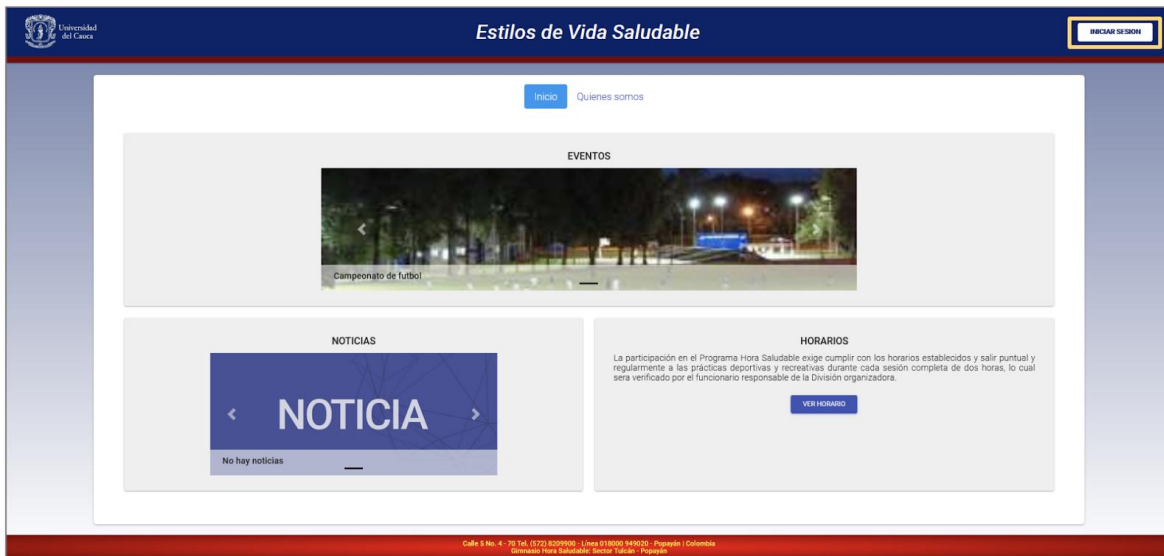 Universidad
del Cauca
Estilos de Vida Saludable
INICIAR SESION
Inicio
Quienes somos
EVENTOS
Campeonato de futbol
NOTICIAS
NOTICIA
No hay noticias
HORARIOS
La participación en el Programa Hora Saludable exige cumplir con los horarios establecidos y salir puntual y
regularmente a las prácticas deportivas y recreativas durante cada sesión completa de dos horas, lo cual
sera verificado por el funcionario responsable de la División organizadora.
VER HORARIO
Calle 5 No. 4 - 70 Tel. (572) 8209900 - Línea 018000 949020 - Popayán | Colombia
Gimnasio Hora Saludable: Sector Tulcán - Popayán